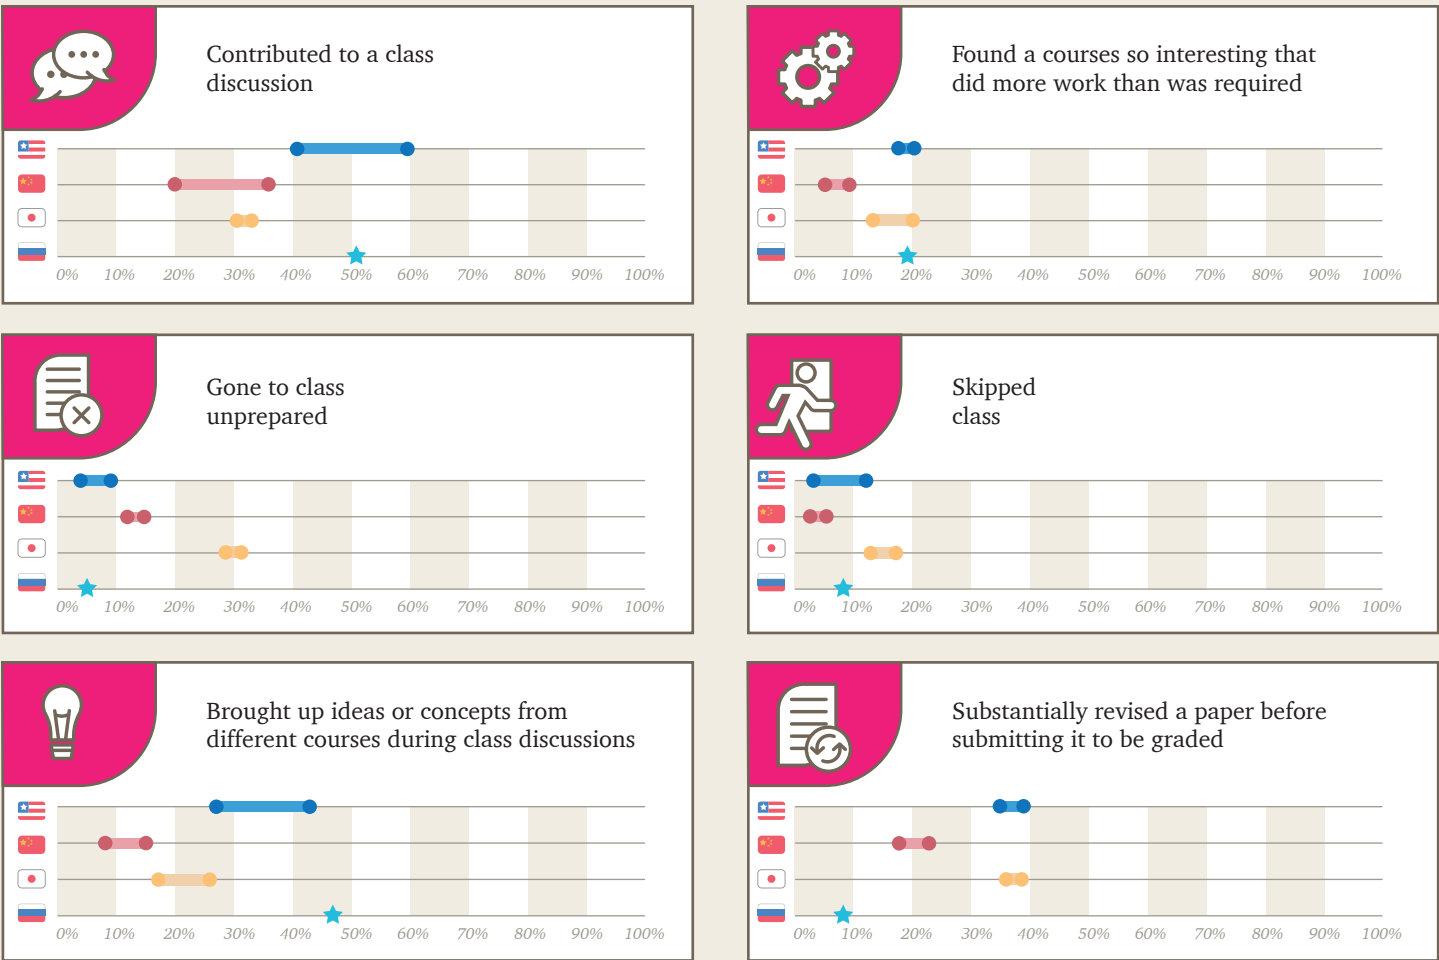 Contributed to a class
discussion
0% 10% 20% 30% 40% 50% 60% 70% 80% 90% 100%
Found a courses so interesting that
did more work than was required
0% 10% 20% 30% 40% 50% 60% 70% 80% 90% 100%
Gone to class
unprepared
0% 10% 20% 30% 40% 50% 60% 70% 80% 90% 100%
Skipped
class
0% 10% 20% 30% 40% 50% 60% 70% 80% 90% 100%
Brought up ideas or concepts from
different courses during class discussions
0% 10% 20% 30% 40% 50% 60% 70% 80% 90% 100%
Substantially revised a paper before
submitting it to be graded
0% 10% 20% 30% 40% 50% 60% 70% 80% 90% 100%